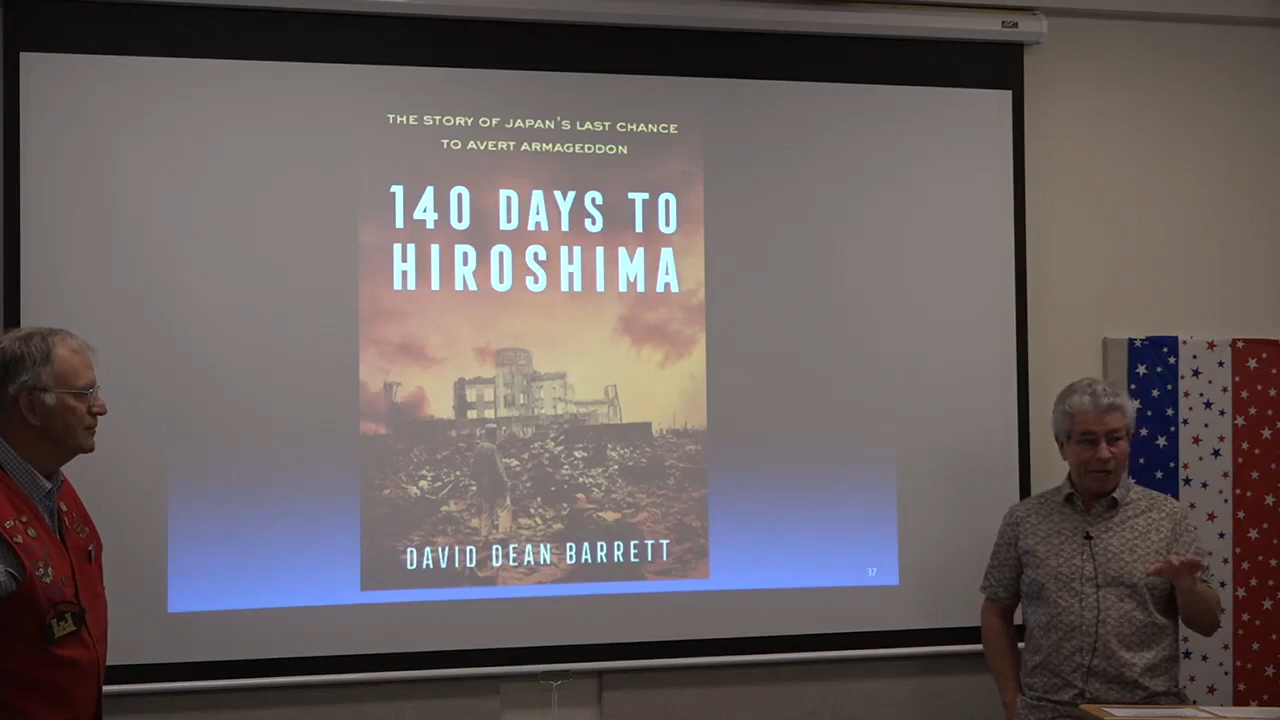 THE STORY OF JAPAN'S LAST CHANCE
TO AVERT ARMAGEDDON
140 DAYS TO
HIROSHIMA
DAVID DEAN BARRETT
37